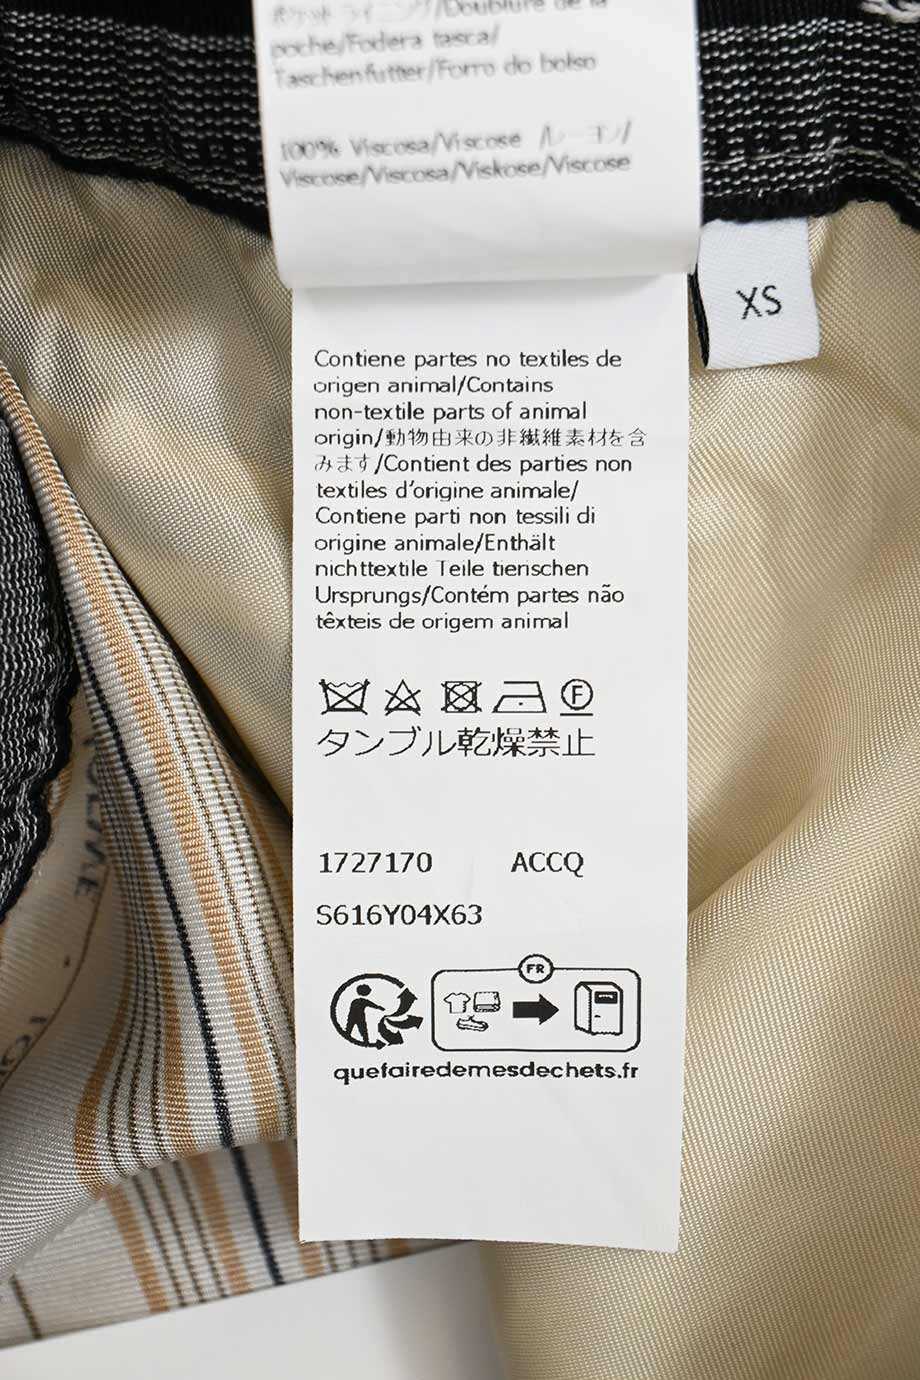 ポケット ライニング/Doublure de la
poche/Fodera tasca/
Taschenfutter/Forro do bolso
100% Viscosa/Viscose /レーヨン/
Viscose/Viscosa/Viskose/Viscose
XS
Contiene partes no textiles de
origen animal/Contains
non-textile parts of animal
origin/動物由来の非繊維素材を含
みます/Contient des parties non
textiles d'origine animale/
Contiene parti non tessili di
origine animale/Enthält
nichttextile Teile tierischen
Ursprungs/Contém partes não
têxteis de origem animal
F
タンブル乾燥禁止
1727170 ACCQ
S616Y04X63
FR
quefairedemesdechets.fr